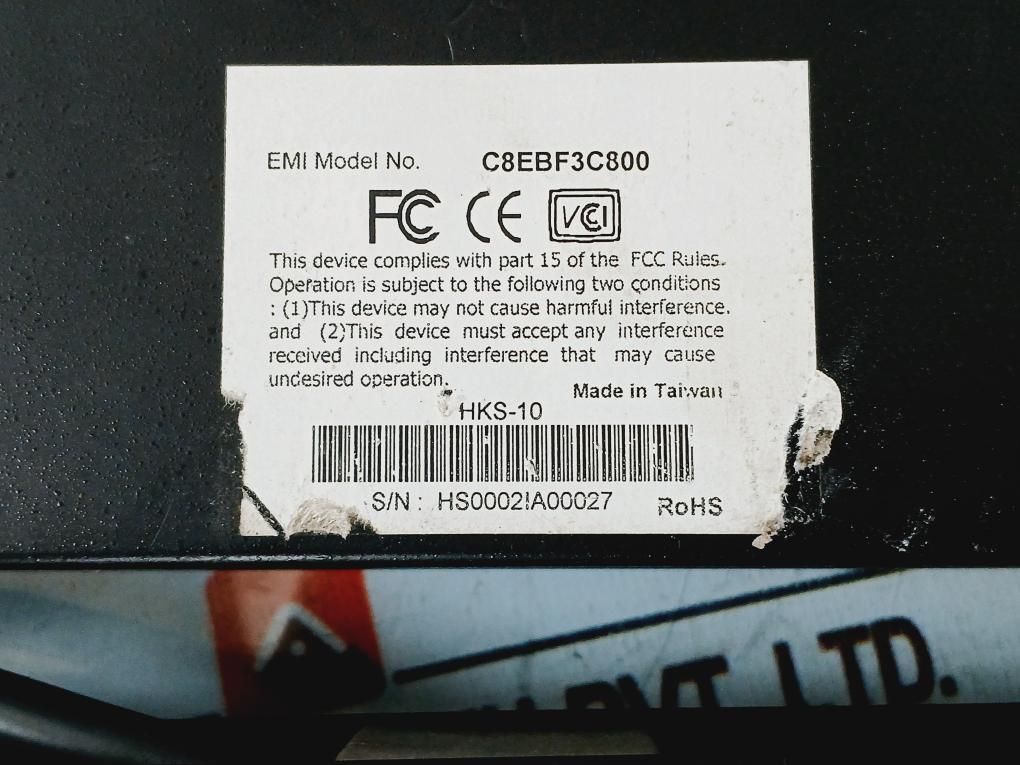 EMI Model No. C8EBF3C800
FC CE VCCI
This device complies with part 15 of the FCC Rules.
Operation is subject to the following two conditions
: (1)This device may not cause harmful interference.
and (2)This device must accept any interference
received including interference that may cause
undesired operation.
Made in Taiwan
HKS-10
S/N : HS0002IA00027
RoHS
PVT. LTD.